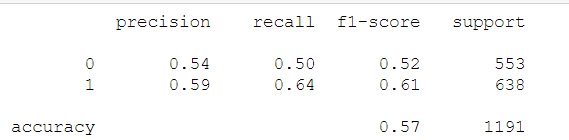 precision recall f1-score support
0 0.54 0.50 0.52 553
1 0.59 0.64 0.61 638
accuracy 0.57 1191